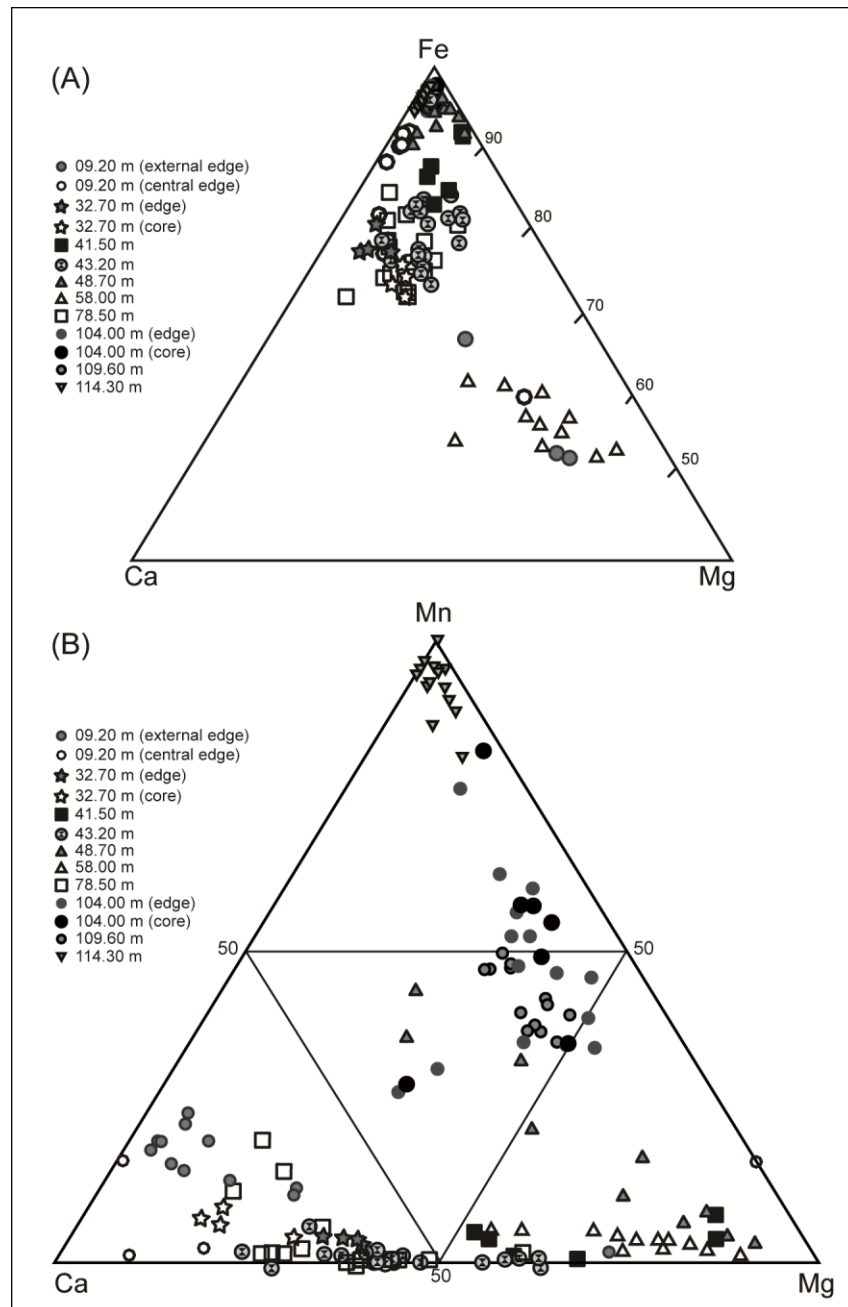 Fe
(A)
90
09.20 m (external edge)
09.20 m (central edge)
32.70 m (edge)
32.70 m (core)
41.50 m
43.20 m
48.70 m
58.00 m
78.50 m
104.00 m (edge)
104.00 m (core)
109.60 m
114.30 m
80
70
60
50
Ca
Mg
Mn
(B)
09.20 m (external edge)
09.20 m (central edge)
32.70 m (edge)
32.70 m (core)
41.50 m
43.20 m
48.70 m
58.00 m
78.50 m
104.00 m (edge)
104.00 m (core)
109.60 m
114.30 m
50
50
Ca
50
Mg